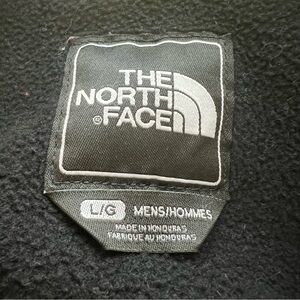 THE
NORTH
®FACE
L/G MENS/HOMMES
MADE IN HONDURAS
FABRIQUE AU HONDURAS